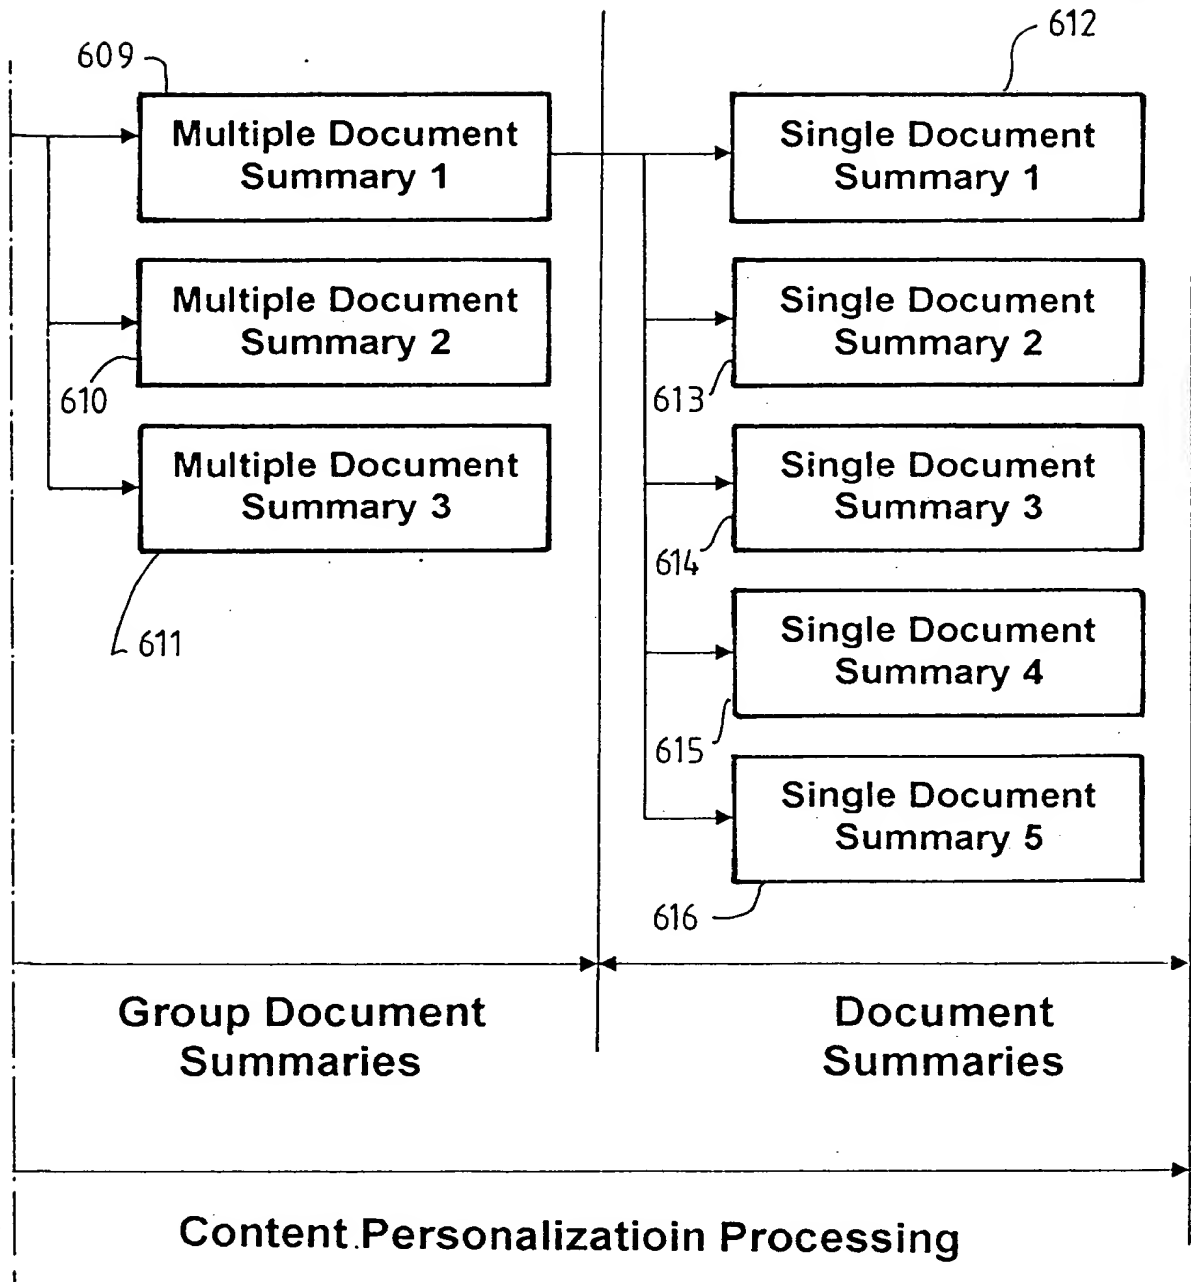 609
612
Multiple Document
Summary 1
Single Document
Summary 1
Multiple Document
Summary 2
Single Document
Summary 2
610
613
Multiple Document
Summary 3
Single Document
Summary 3
614
611
Single Document
Summary 4
615
Single Document
Summary 5
616
Group Document
Summaries
Document
Summaries
Content Personalizatioin Processing